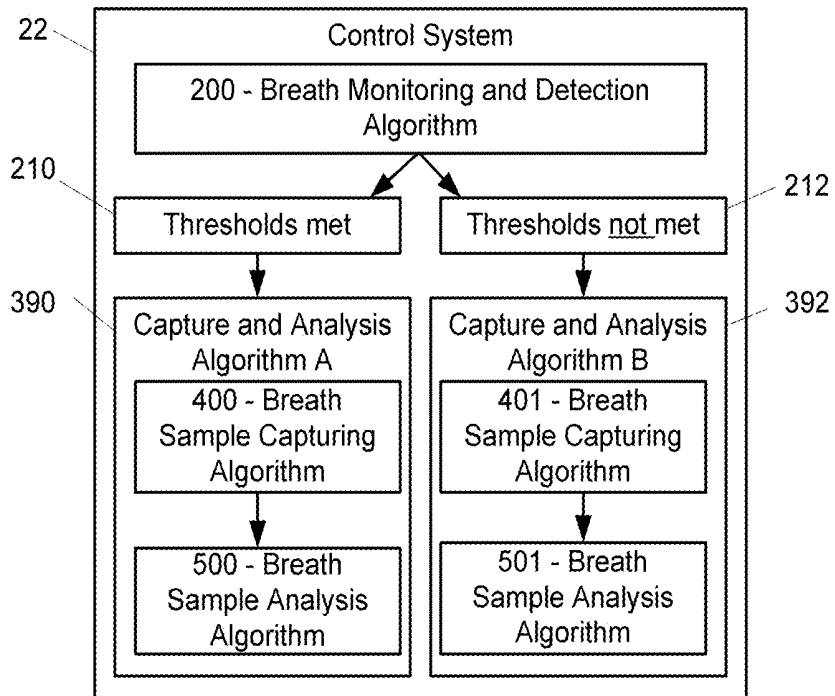 22
Control System
200 - Breath Monitoring and Detection
Algorithm
210
212
Thresholds met
Thresholds not met
390
392
Capture and Analysis
Algorithm A
400 - Breath
Sample Capturing
Algorithm
500 - Breath
Sample Analysis
Algorithm
Capture and Analysis
Algorithm B
401 - Breath
Sample Capturing
Algorithm
501 - Breath
Sample Analysis
Algorithm